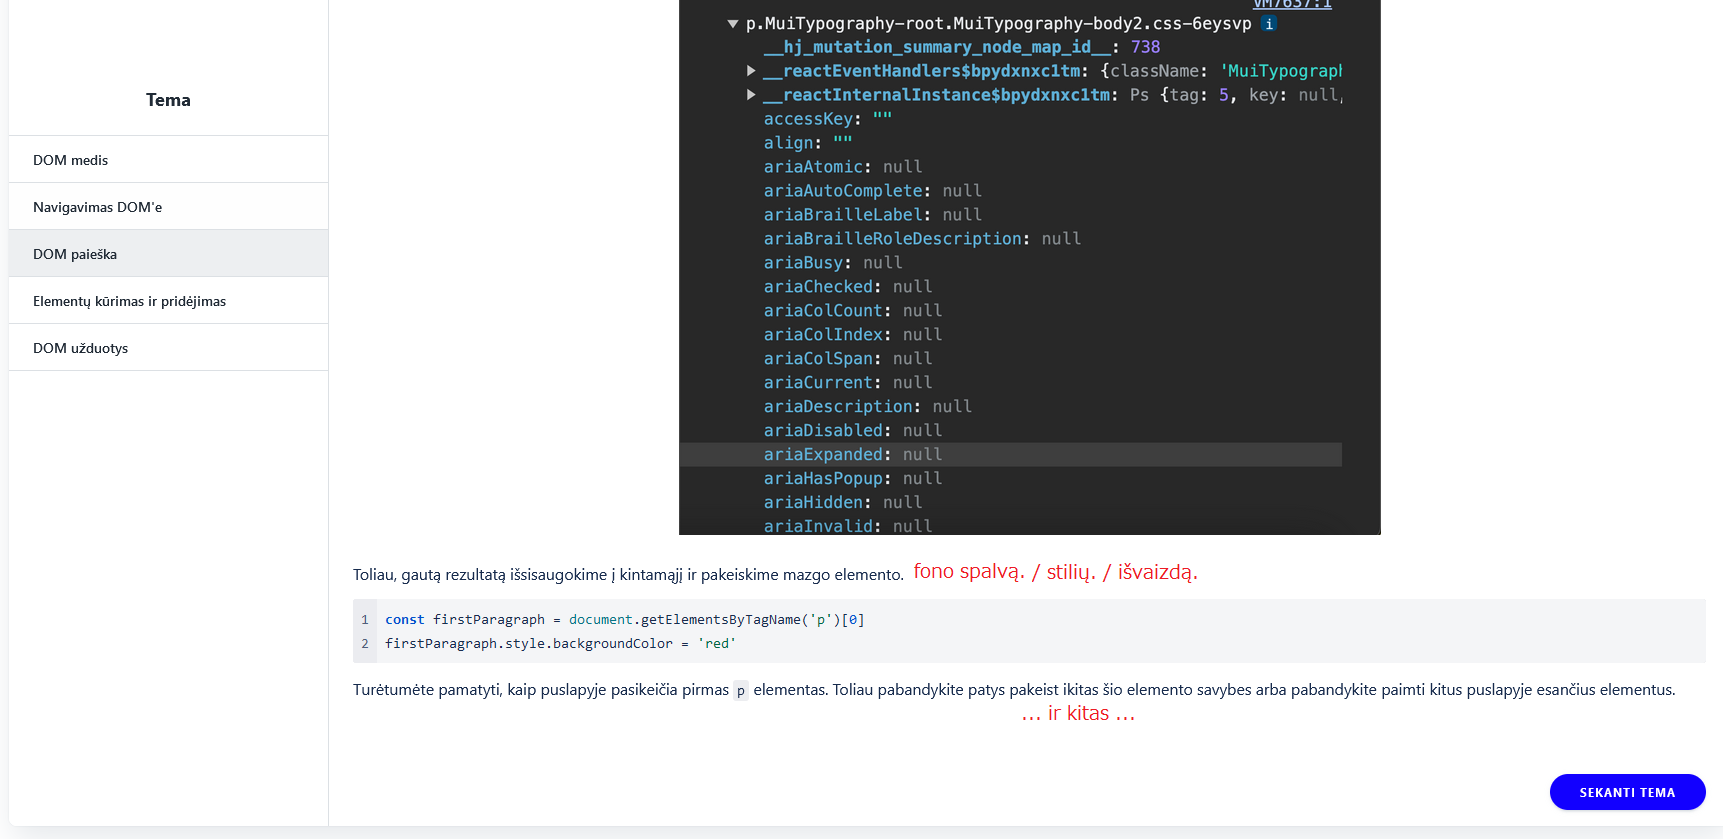 Tema
DOM medis
Navigavimas DOM'e
DOM paieška
Elementų kūrimas ir pridėjimas
DOM užduotys
VM7637:1
p.MuiTypography-root.MuiTypography-body2.css-6eysvp i
__hj_mutation_summary_node_map_id__: 738
__reactEventHandlers$bpydxnxc1tm: {className: 'MuiTypograph
__reactInternalInstance$bpydxnxc1tm: Ps {tag: 5, key: null,
accessKey: ""
align: ""
ariaAtomic: null
ariaAutoComplete: null
ariaBrailleLabel: null
ariaBrailleRoleDescription: null
ariaBusy: null
ariaChecked: null
ariaColCount: null
ariaColIndex: null
ariaColSpan: null
ariaCurrent: null
ariaDescription: null
ariaDisabled: null
ariaExpanded: null
ariaHasPopup: null
ariaHidden: null
ariaInvalid: null
Toliau, gautą rezultatą išsisaugokime į kintamąjį ir pakeiskime mazgo elemento. fono spalvą. / stilių. / išvaizdą.
1 const firstParagraph = document.getElementsByTagName('p')[0]
2 firstParagraph.style.backgroundColor = 'red'
Turėtumėte pamatyti, kaip puslapyje pasikeičia pirmas p elementas. Toliau pabandykite patys pakeist ikitas šio elemento savybes arba pabandykite paimti kitus puslapyje esančius elementus.
... ir kitas ...
SEKANTI TEMA